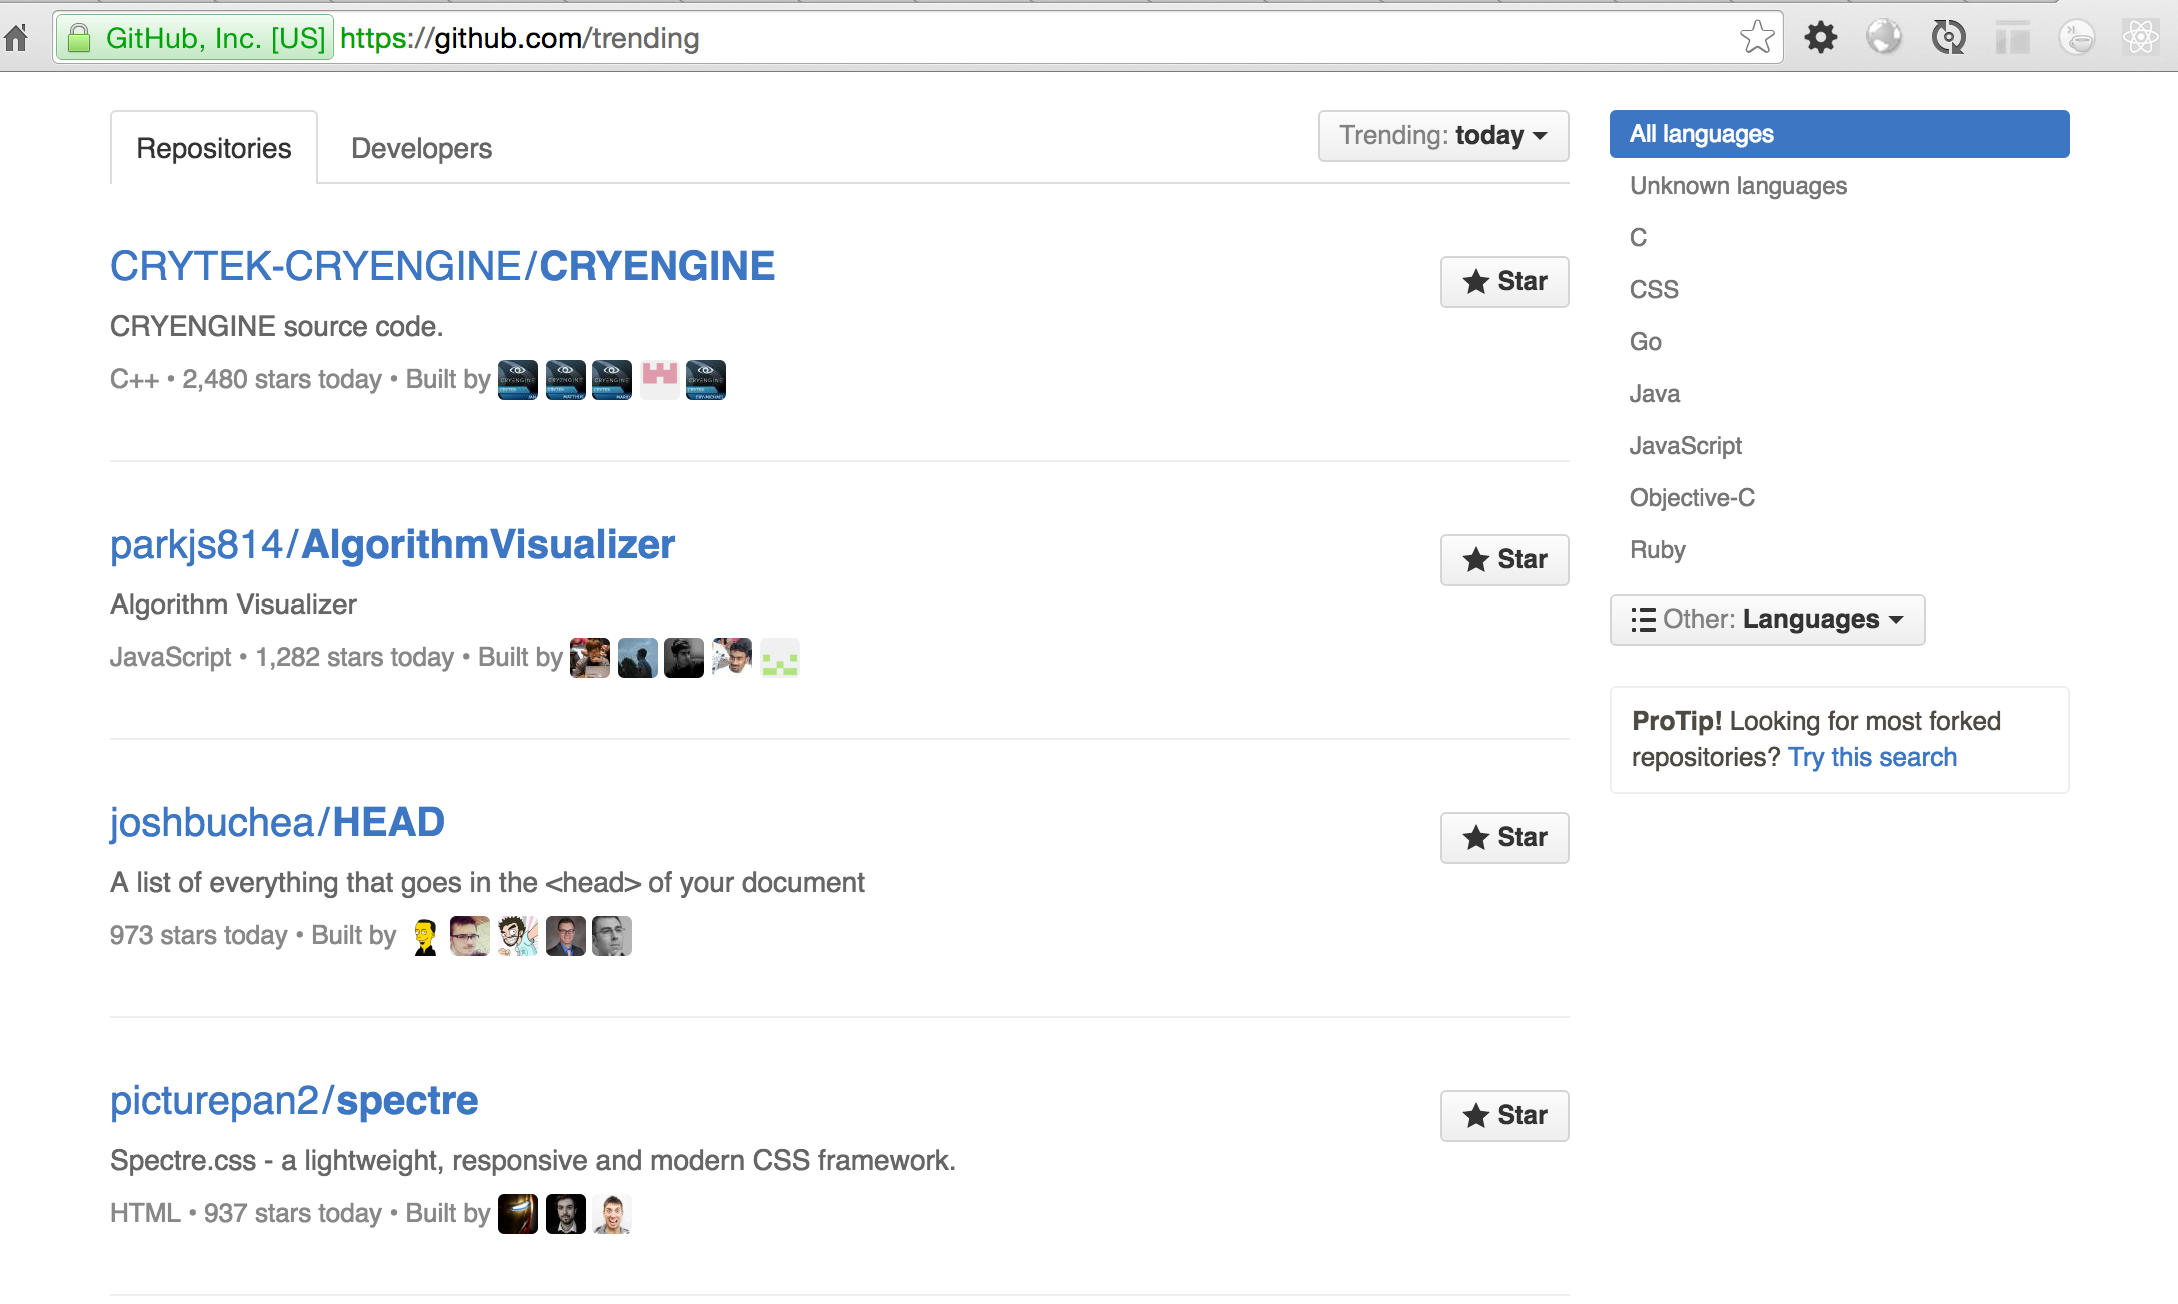 GitHub, Inc. [US] https://github.com/trending
Repositories
Developers
Trending: today
CRYTEK-CRYENGINE/CRYENGINE
Star
CRYENGINE source code.
C++ • 2,480 stars today • Built by
parkjs814/AlgorithmVisualizer
Star
Algorithm Visualizer
JavaScript • 1,282 stars today • Built by
joshbuchea/HEAD
Star
A list of everything that goes in the <head> of your document
973 stars today • Built by
picturepan2/spectre
Star
Spectre.css - a lightweight, responsive and modern CSS framework.
HTML • 937 stars today • Built by
All languages
Unknown languages
C
CSS
Go
Java
JavaScript
Objective-C
Ruby
Other: Languages
ProTip! Looking for most forked
repositories? Try this search